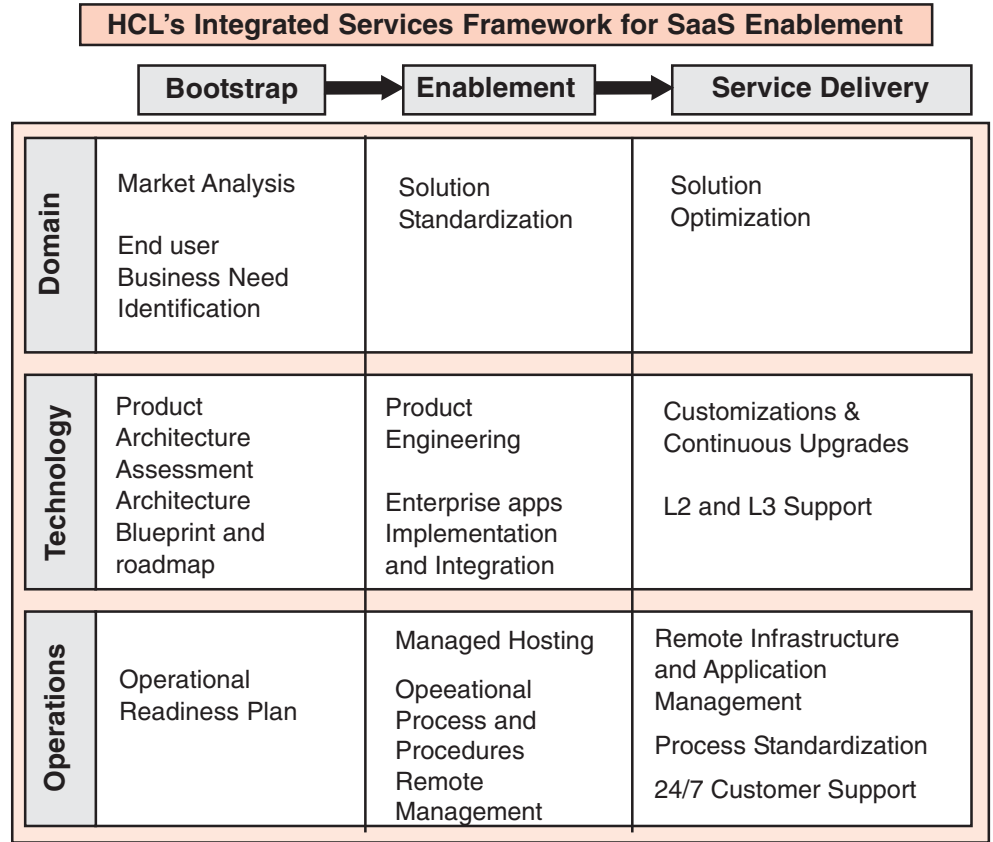 HCL's Integrated Services Framework for SaaS Enablement
Bootstrap
Enablement
Service Delivery
Domain
Market Analysis
End user
Business Need
Identification
Solution
Standardization
Solution
Optimization
Technology
Product
Architecture
Assessment
Architecture
Blueprint and
roadmap
Product
Engineering
Enterprise apps
Implementation
and Integration
Customizations &
Continuous Upgrades
L2 and L3 Support
Operations
Operational
Readiness Plan
Managed Hosting
Opeeational
Process and
Procedures
Remote
Management
Remote Infrastructure
and Application
Management
Process Standardization
24/7 Customer Support